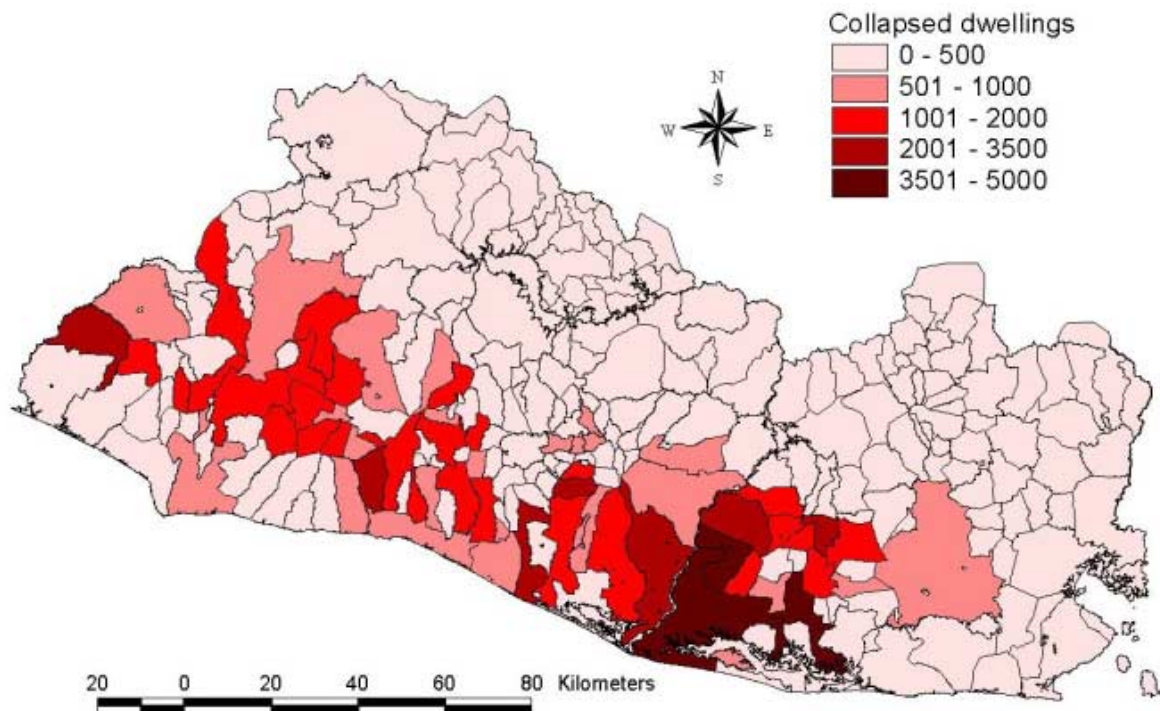 Collapsed dwellings
0 - 500
501 - 1000
1001 - 2000
2001 - 3500
3501 - 5000
N
W E
S
20 0 20 40 60 80 Kilometers